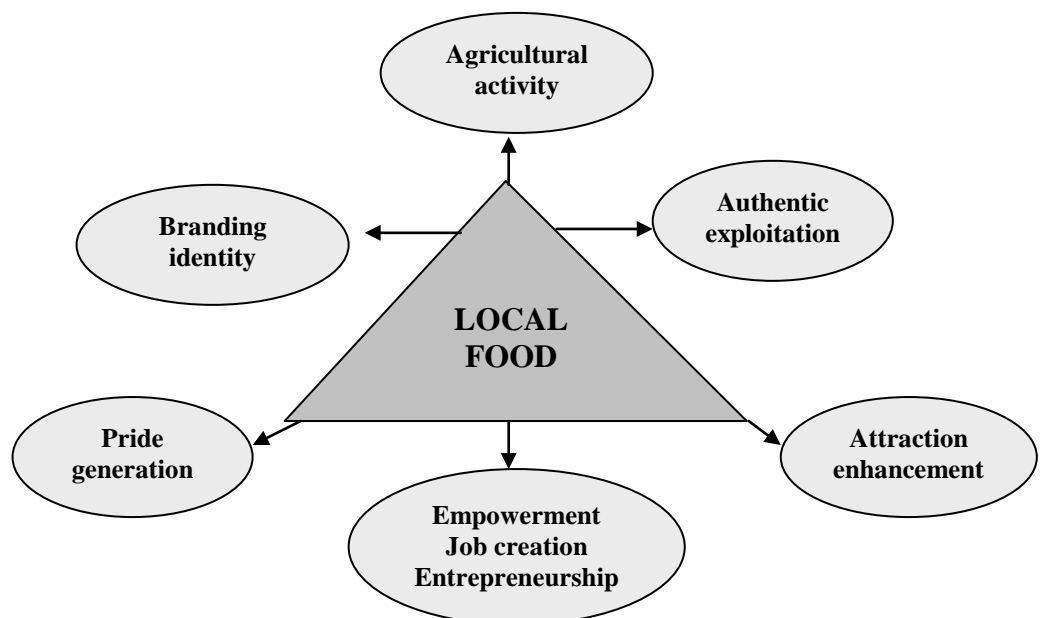 Agricultural
activity
Branding
identity
Authentic
exploitation
LOCAL
FOOD
Pride
generation
Attraction
enhancement
Empowerment
Job creation
Entrepreneurship